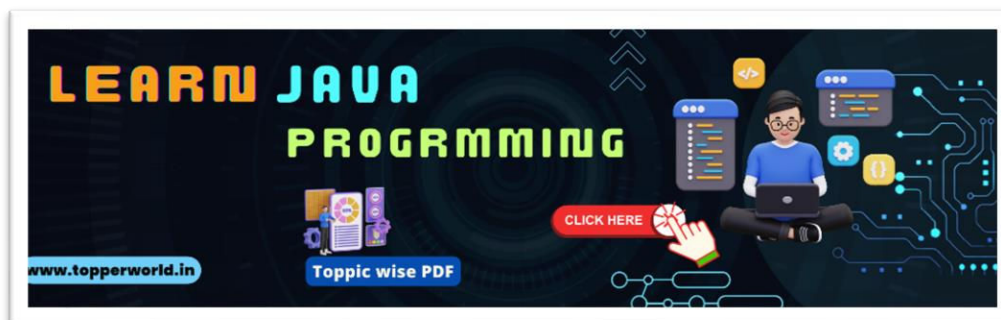 LEARN JAVA
PROGRMMING
CLICK HERE
www.topperworld.in
Toppic wise PDF